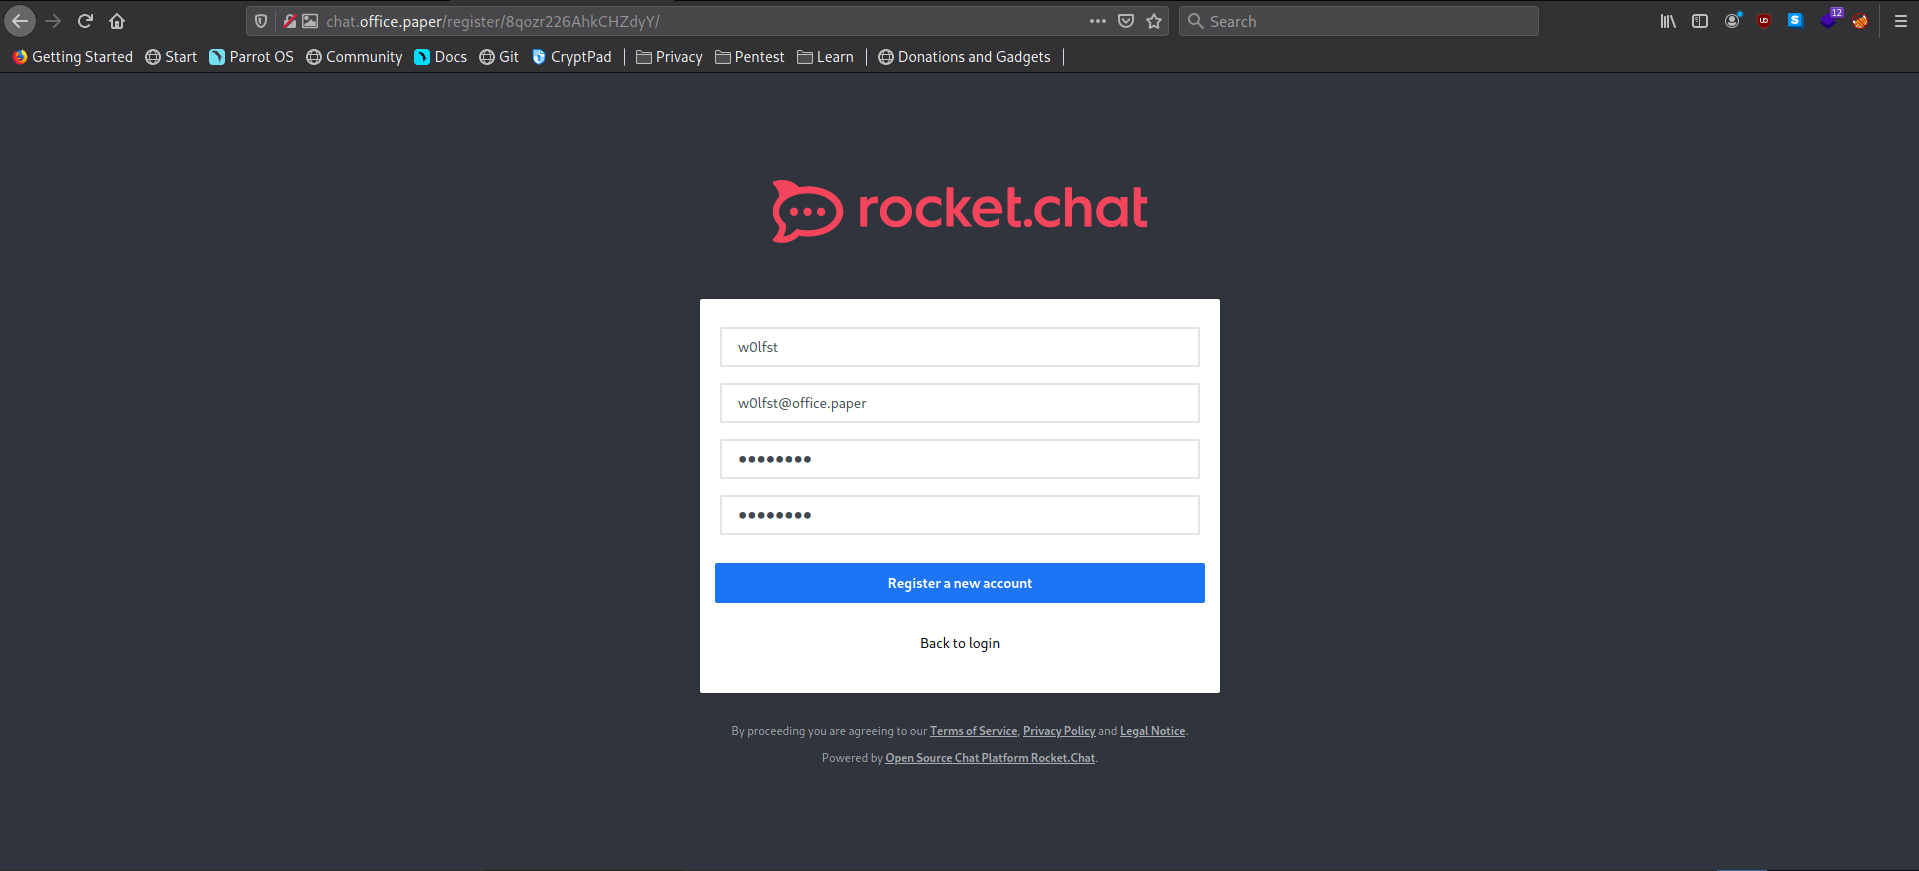 chat.office.paper/register/8qozr226AhkCHZdyY/ Search 12
Getting Started Start Parrot OS Community Docs Git CryptPad Privacy Pentest Learn Donations and Gadgets
rocket.chat
w0lfst
w0lfst@office.paper
••••••••
••••••••
Register a new account
Back to login
By proceeding you are agreeing to our Terms of Service, Privacy Policy and Legal Notice.
Powered by Open Source Chat Platform Rocket.Chat.